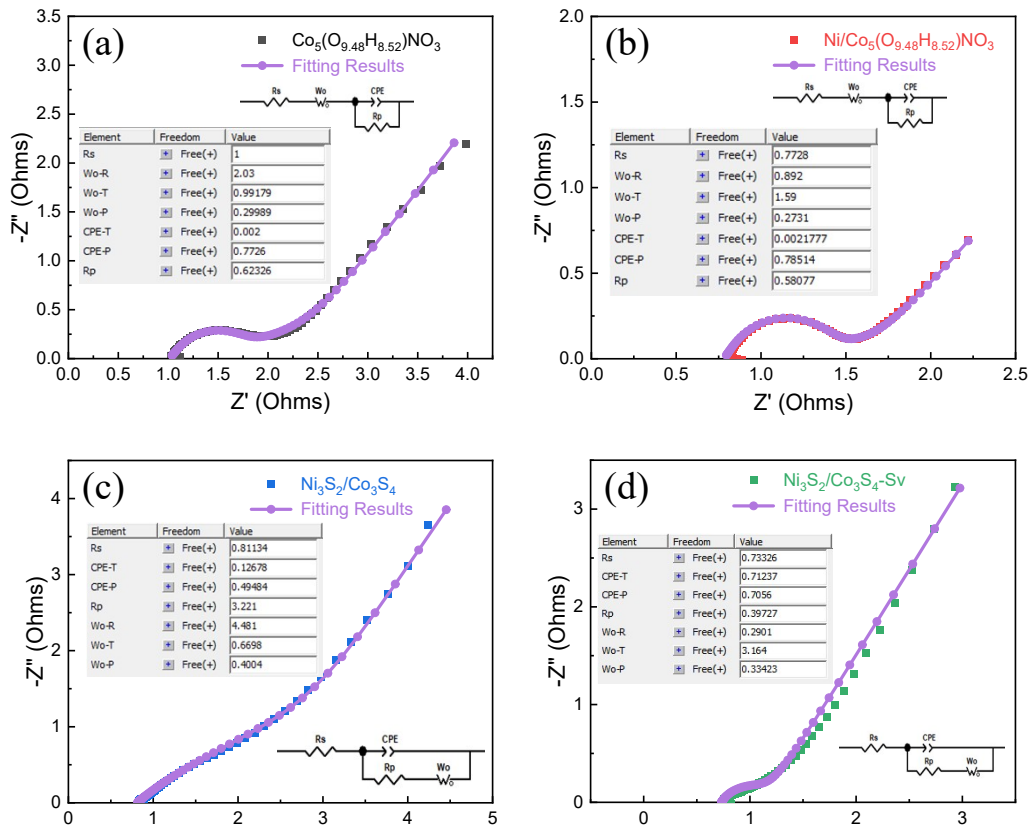 (a)
Co5(O9.48H8.52)NO3
Fitting Results
Rs Wo CPE
Rp
Element Freedom Value
Rs + Free(+) 1
Wo-R + Free(+) 2.03
Wo-T + Free(+) 0.99179
Wo-P + Free(+) 0.29989
CPE-T + Free(+) 0.002
CPE-P + Free(+) 0.7726
Rp + Free(+) 0.62326
3.5
3.0
2.5
2.0
1.5
1.0
0.5
0.0
-Z'' (Ohms)
0.0 0.5 1.0 1.5 2.0 2.5 3.0 3.5 4.0
Z' (Ohms)
(b)
Ni/Co5(O9.48H8.52)NO3
Fitting Results
Rs Wo CPE
Rp
Element Freedom Value
Rs + Free(+) 0.7728
Wo-R + Free(+) 0.892
Wo-T + Free(+) 1.59
Wo-P + Free(+) 0.2731
CPE-T + Free(+) 0.0021777
CPE-P + Free(+) 0.78514
Rp + Free(+) 0.58077
2.0
1.5
1.0
0.5
0.0
-Z'' (Ohms)
0.0 0.5 1.0 1.5 2.0 2.5
Z' (Ohms)
(c)
Ni3S2/Co3S4
Fitting Results
Element Freedom Value
Rs + Free(+) 0.81134
CPE-T + Free(+) 0.12678
CPE-P + Free(+) 0.49484
Rp + Free(+) 3.221
Wo-R + Free(+) 4.481
Wo-T + Free(+) 0.6698
Wo-P + Free(+) 0.4004
Rs CPE
Rp Wo
4
3
2
1
0
-Z'' (Ohms)
0 1 2 3 4 5
Z' (Ohms)
(d)
Ni3S2/Co3S4-Sv
Fitting Results
Element Freedom Value
Rs + Free(+) 0.73326
CPE-T + Free(+) 0.71237
CPE-P + Free(+) 0.7056
Rp + Free(+) 0.39727
Wo-R + Free(+) 0.2901
Wo-T + Free(+) 3.164
Wo-P + Free(+) 0.33423
Rs CPE
Rp Wo
3
2
1
0
-Z'' (Ohms)
0 1 2 3
Z' (Ohms)